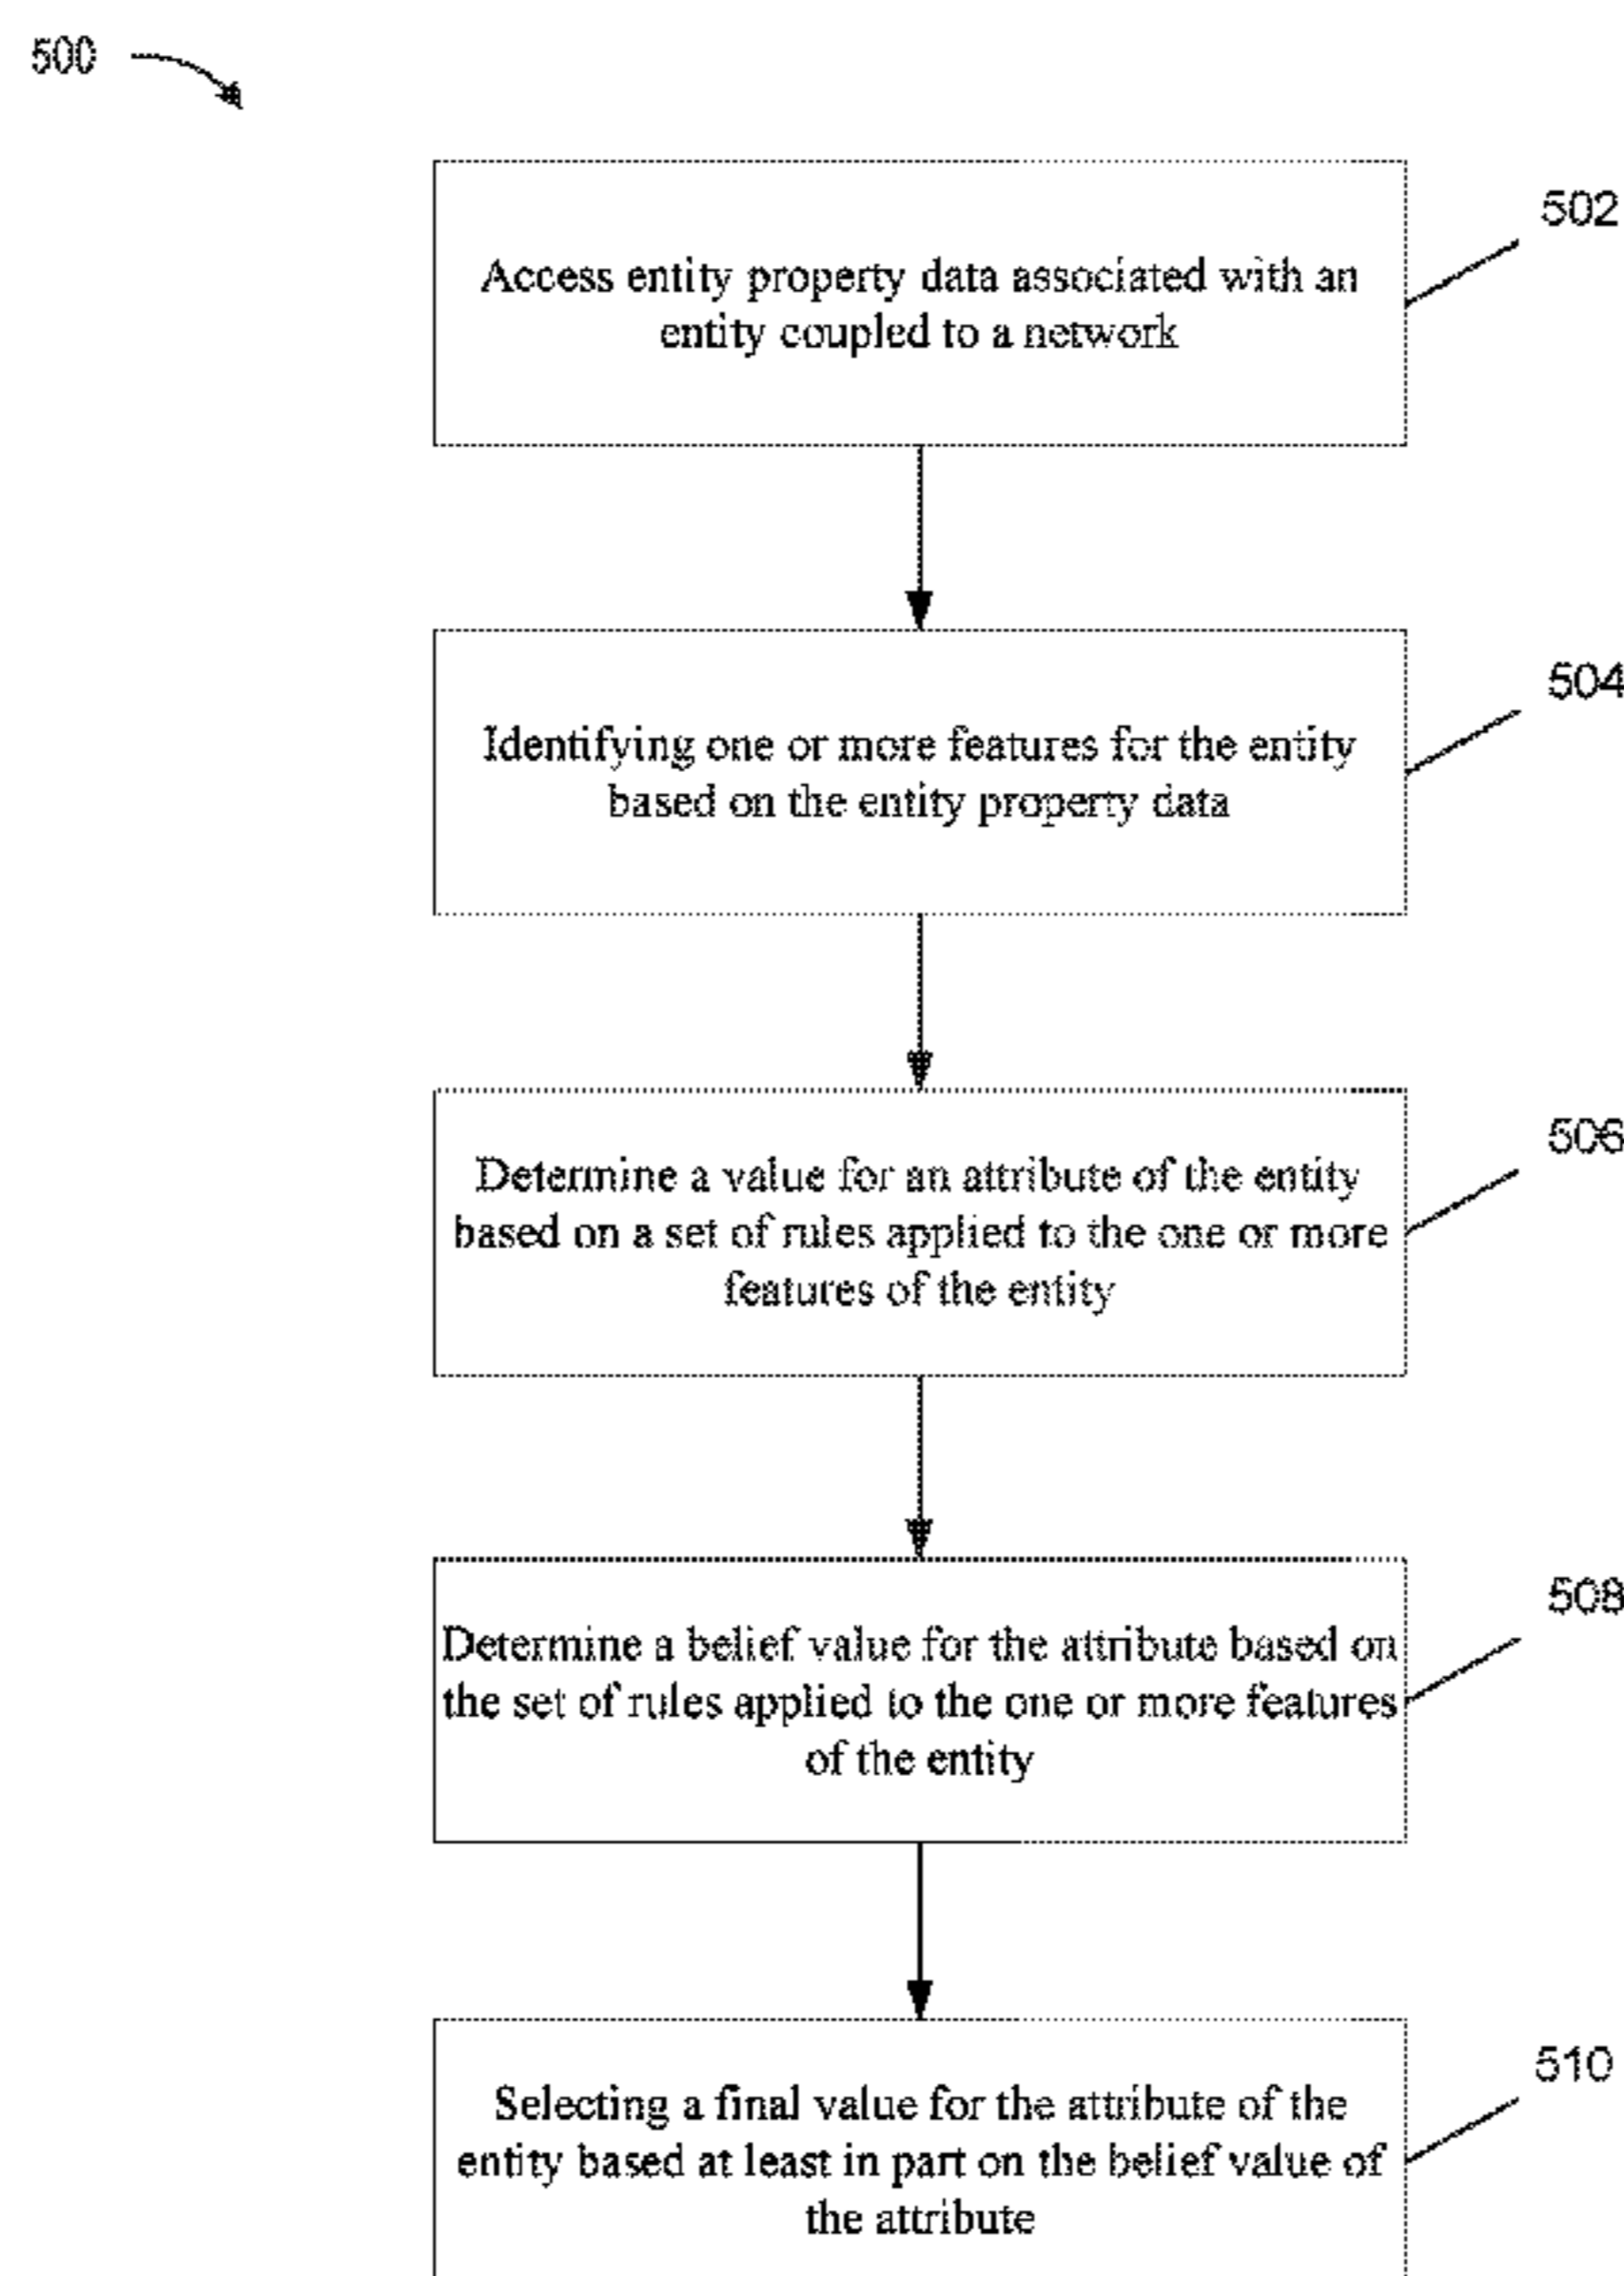 500
502
Access entity property data associated with an
entity coupled to a network
504
Identifying one or more features for the entity
based on the entity property data
506
Determine a value for an attribute of the entity
based on a set of rules applied to the one or more
features of the entity
508
Determine a belief value for the attribute based on
the set of rules applied to the one or more features
of the entity
510
Selecting a final value for the attribute of the
entity based at least in part on the belief value of
the attribute